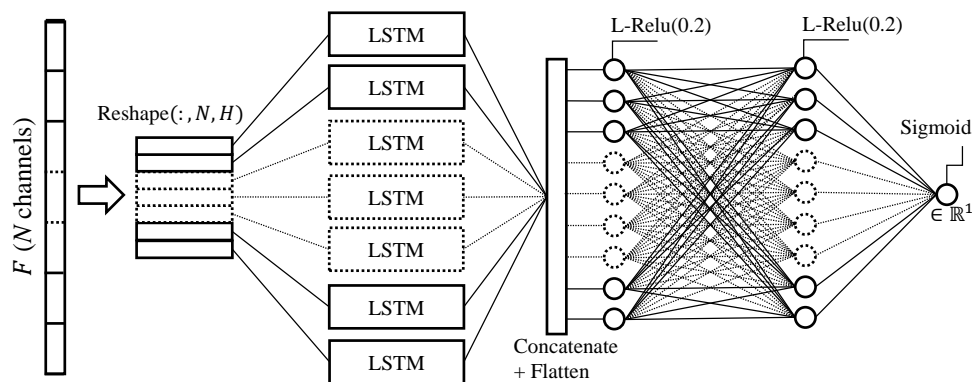 L-Relu(0.2)
L-Relu(0.2)
LSTM
LSTM
Reshape(:, N, H)
LSTM
Sigmoid
F (N channels)
LSTM
∈ ℝ¹
LSTM
LSTM
LSTM
Concatenate
+ Flatten